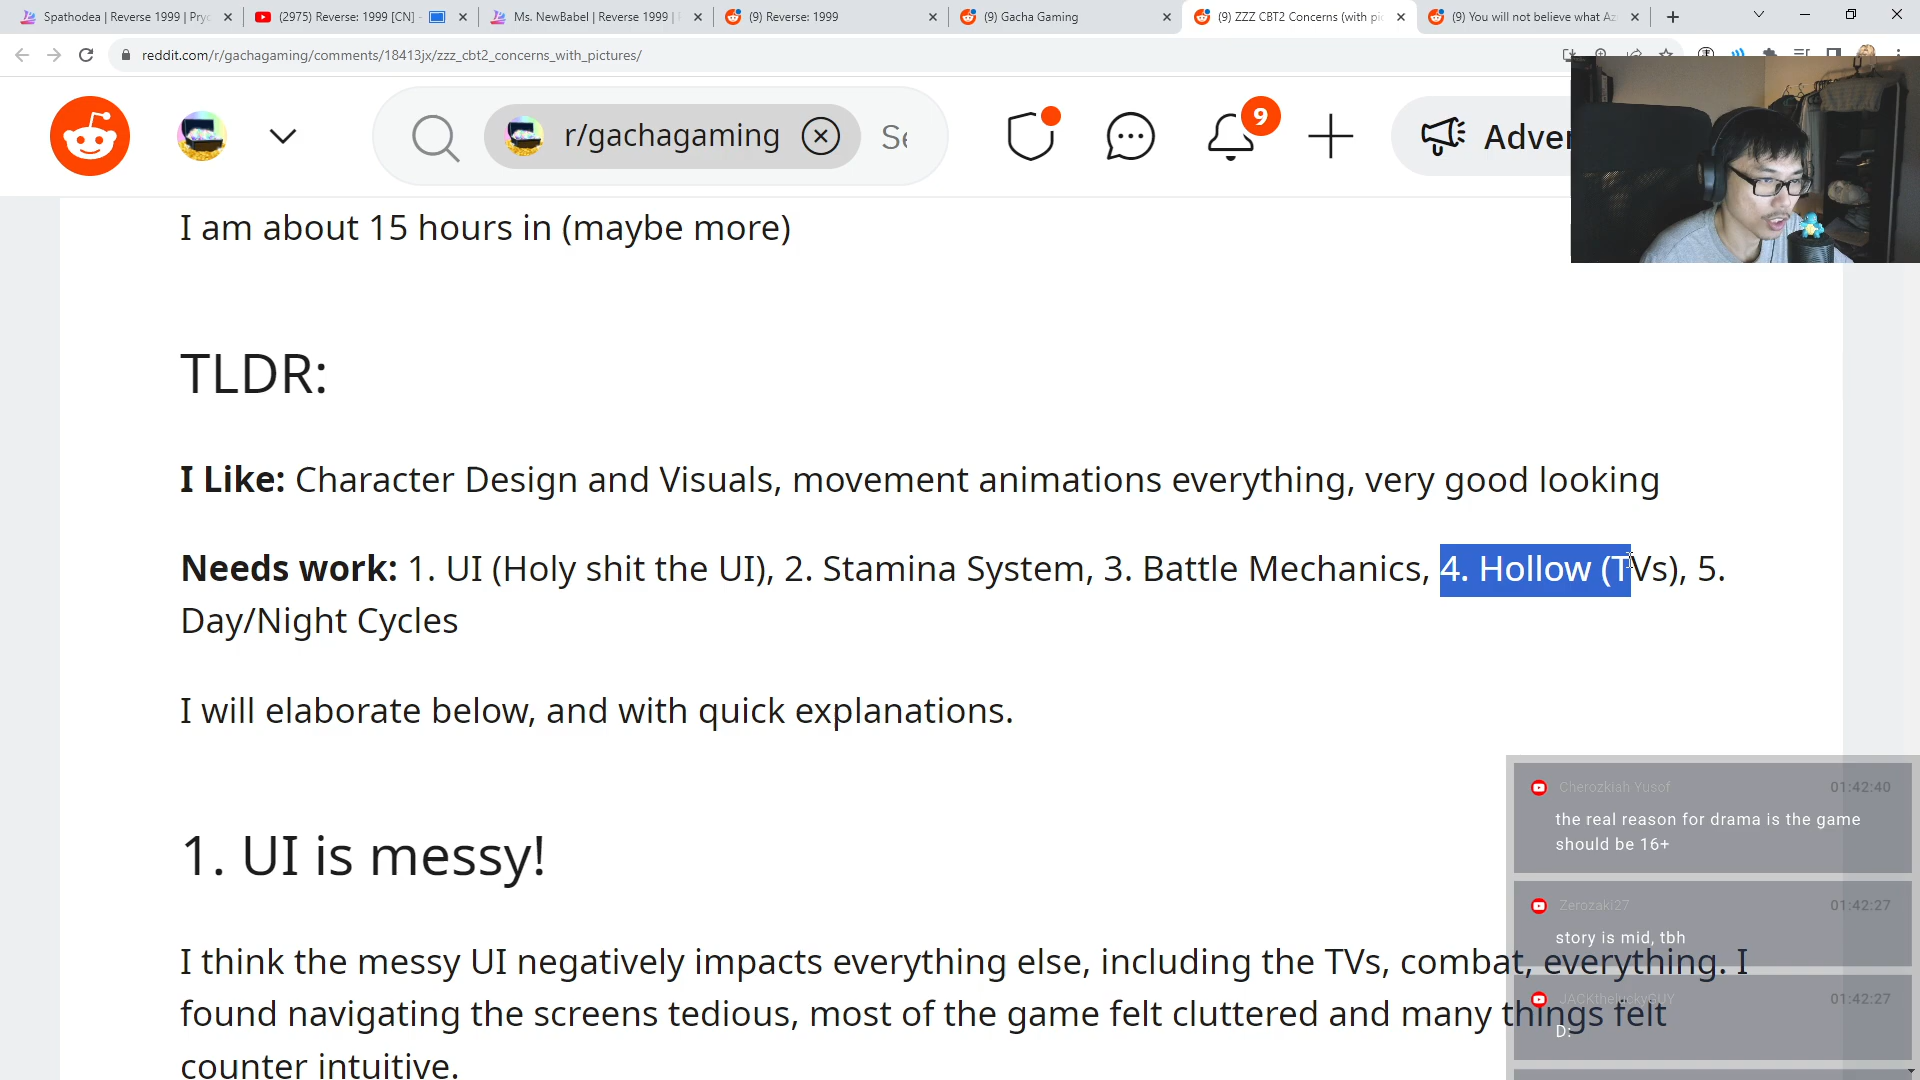 Spathodea | Reverse 1999 | Pryd
(2975) Reverse: 1999 [CN]
Ms. NewBabel | Reverse 1999 |
(9) Reverse: 1999
(9) Gacha Gaming
(9) ZZZ CBT2 Concerns (with pi
(9) You will not believe what Az
reddit.com/r/gachagaming/comments/18413jx/zzz_cbt2_concerns_with_pictures/
r/gachagaming
Se
9
Adver
I am about 15 hours in (maybe more)
TLDR:
I Like: Character Design and Visuals, movement animations everything, very good looking
Needs work: 1. UI (Holy shit the UI), 2. Stamina System, 3. Battle Mechanics, 4. Hollow (TVs), 5.
Day/Night Cycles
I will elaborate below, and with quick explanations.
1. UI is messy!
I think the messy UI negatively impacts everything else, including the TVs, combat, everything. I
found navigating the screens tedious, most of the game felt cluttered and many things felt
counter intuitive.
Cherozkiah Yusof
01:42:40
the real reason for drama is the game
should be 16+
Zerozaki27
01:42:27
story is mid, tbh
JACKtheluckyGUY
01:42:27
D: